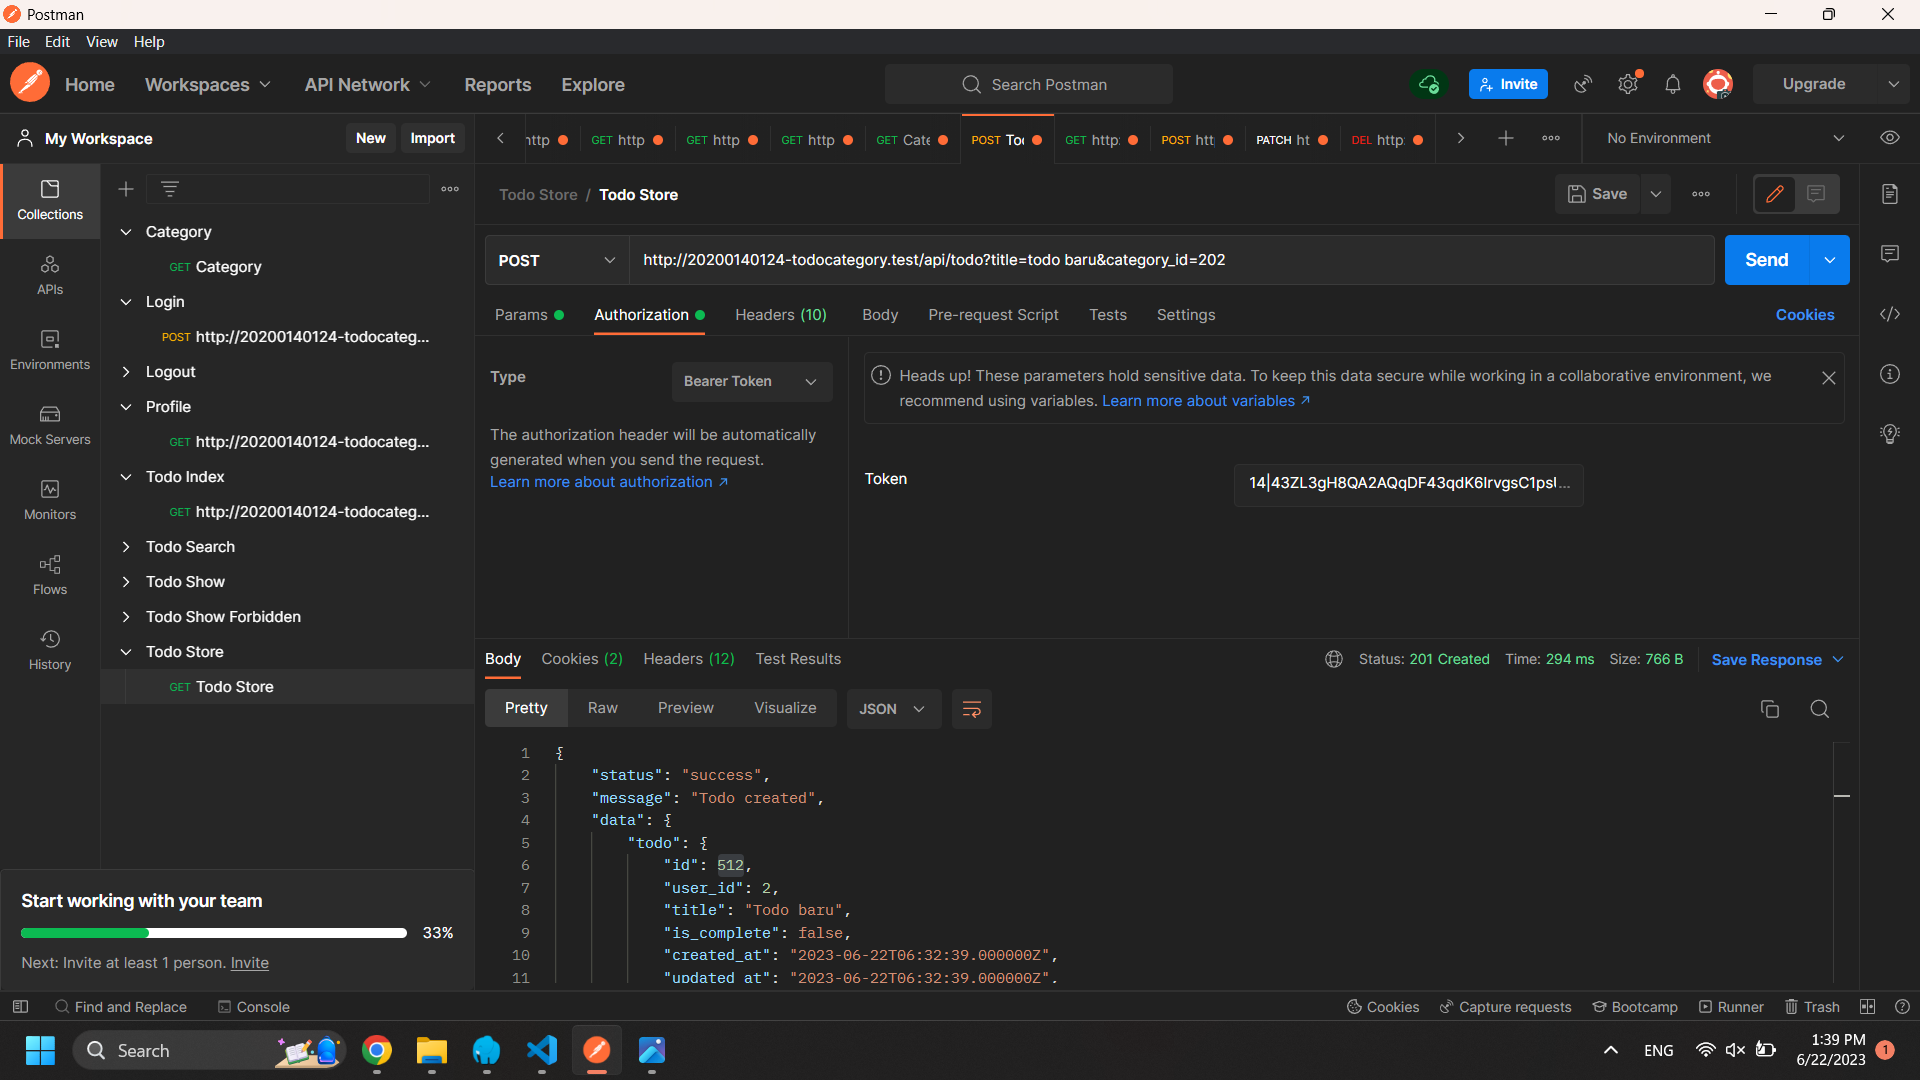 Postman
File Edit View Help
Home Workspaces API Network Reports Explore Search Postman Invite Upgrade
My Workspace New Import
http GET http GET http GET http GET Cate POST To GET http: POST htt PATCH ht DEL http: No Environment
Collections
APIs
Environments
Mock Servers
Monitors
Flows
History
Category
GET Category
Login
POST http://20200140124-todocateg...
Logout
Profile
GET http://20200140124-todocateg...
Todo Index
GET http://20200140124-todocateg...
Todo Search
Todo Show
Todo Show Forbidden
Todo Store
GET Todo Store
Start working with your team
33%
Next: Invite at least 1 person. Invite
Todo Store / Todo Store Save
POST http://20200140124-todocategory.test/api/todo?title=todo baru&category_id=202 Send
Params Authorization Headers (10) Body Pre-request Script Tests Settings Cookies
Type Bearer Token
The authorization header will be automatically
generated when you send the request.
Learn more about authorization ↗
Heads up! These parameters hold sensitive data. To keep this data secure while working in a collaborative environment, we
recommend using variables. Learn more about variables ↗
Token 14|43ZL3gH8QA2AQqDF43qdK6IrvgsC1ps...
Body Cookies (2) Headers (12) Test Results Status: 201 Created Time: 294 ms Size: 766 B Save Response
Pretty Raw Preview Visualize JSON
1 {
2 "status": "success",
3 "message": "Todo created",
4 "data": {
5 "todo": {
6 "id": 512,
7 "user_id": 2,
8 "title": "Todo baru",
9 "is_complete": false,
10 "created_at": "2023-06-22T06:32:39.000000Z",
11 "updated_at": "2023-06-22T06:32:39.000000Z",
Find and Replace Console Cookies Capture requests Bootcamp Runner Trash
Search ENG 1:39 PM
6/22/2023 1